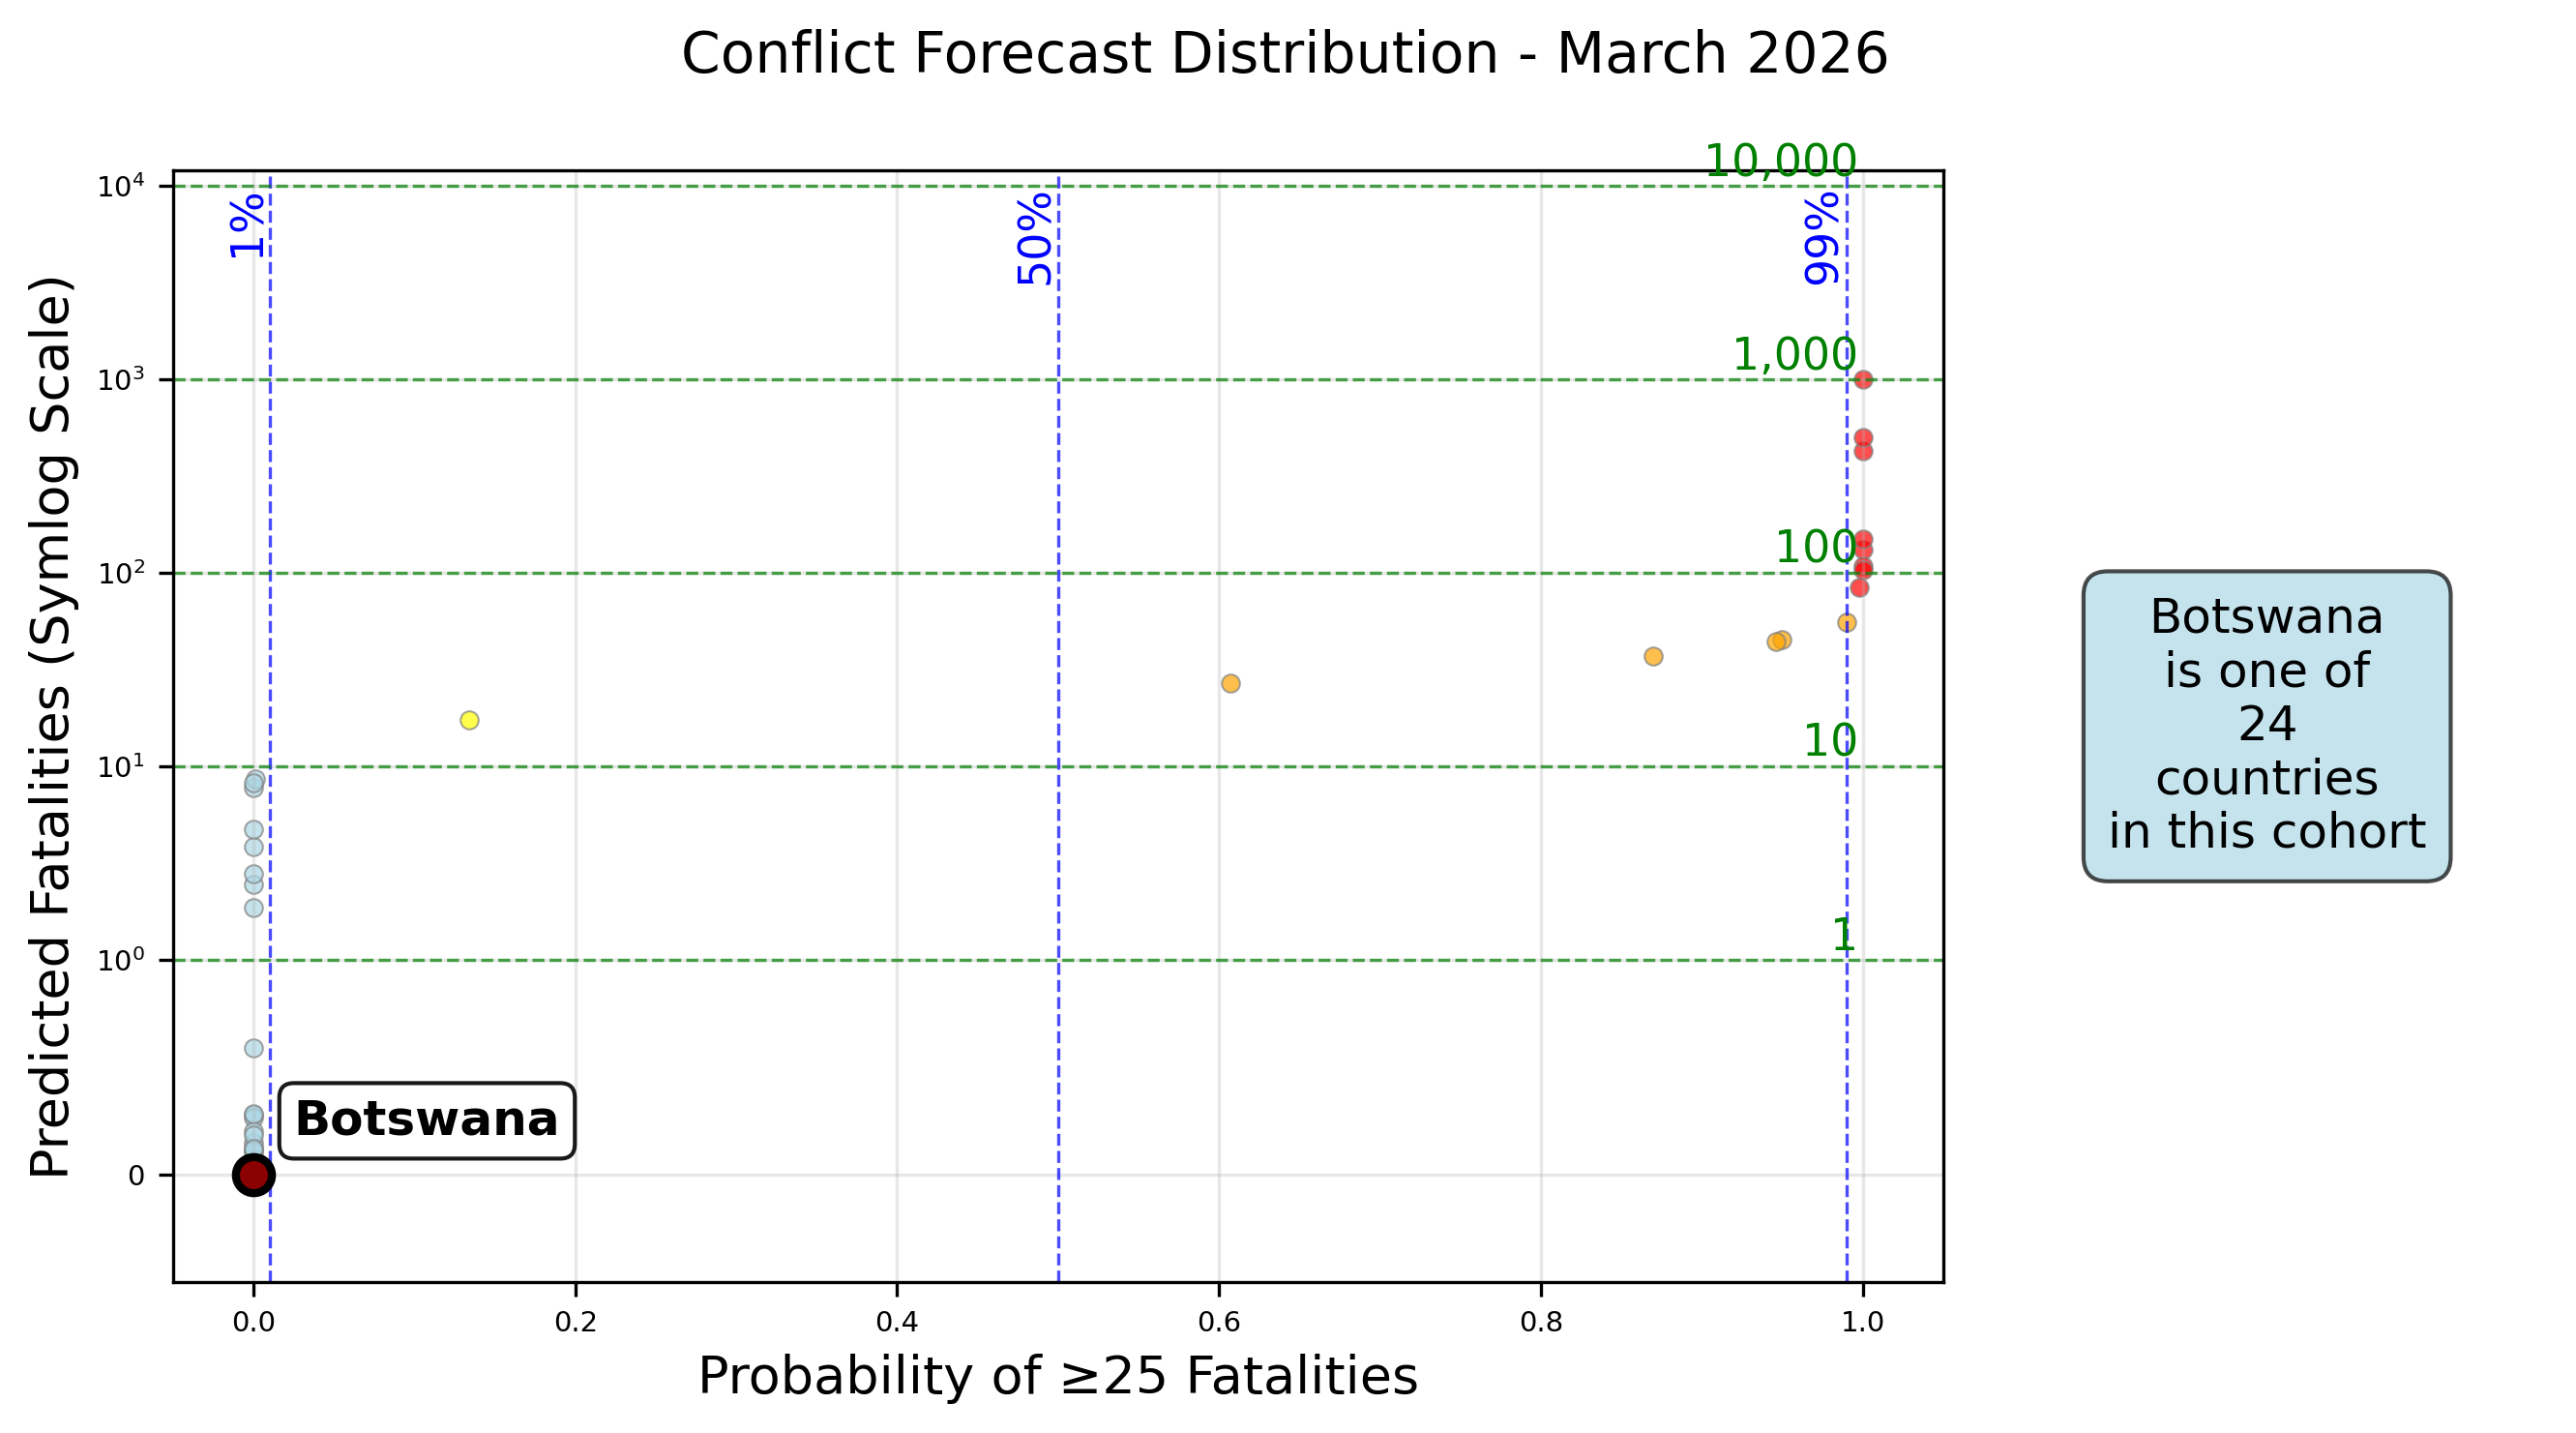 Conflict Forecast Distribution - March 2026
Predicted Fatalities (Symlog Scale)
10⁴
10³
10²
10¹
10⁰
0
1%
50%
99%
10,000
1,000
100
10
1
Botswana
0.0
0.2
0.4
0.6
0.8
1.0
Probability of ≥25 Fatalities
Botswana
is one of
24
countries
in this cohort